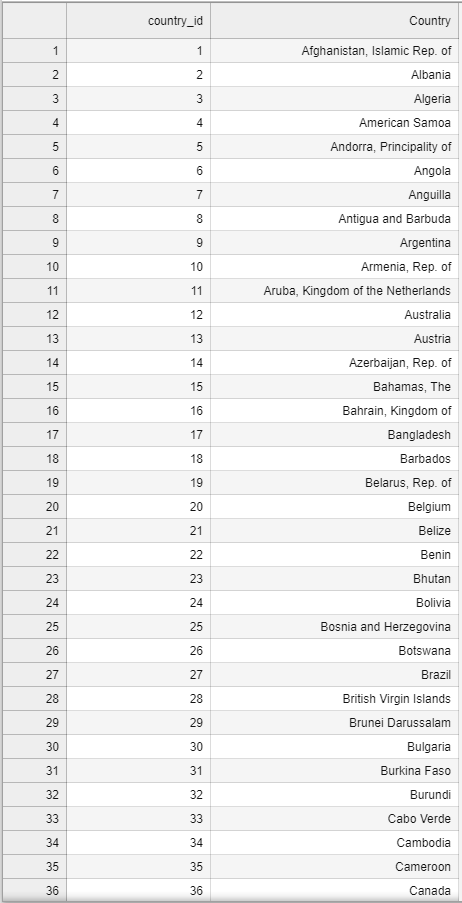 country_id Country
1 1 Afghanistan, Islamic Rep. of
2 2 Albania
3 3 Algeria
4 4 American Samoa
5 5 Andorra, Principality of
6 6 Angola
7 7 Anguilla
8 8 Antigua and Barbuda
9 9 Argentina
10 10 Armenia, Rep. of
11 11 Aruba, Kingdom of the Netherlands
12 12 Australia
13 13 Austria
14 14 Azerbaijan, Rep. of
15 15 Bahamas, The
16 16 Bahrain, Kingdom of
17 17 Bangladesh
18 18 Barbados
19 19 Belarus, Rep. of
20 20 Belgium
21 21 Belize
22 22 Benin
23 23 Bhutan
24 24 Bolivia
25 25 Bosnia and Herzegovina
26 26 Botswana
27 27 Brazil
28 28 British Virgin Islands
29 29 Brunei Darussalam
30 30 Bulgaria
31 31 Burkina Faso
32 32 Burundi
33 33 Cabo Verde
34 34 Cambodia
35 35 Cameroon
36 36 Canada